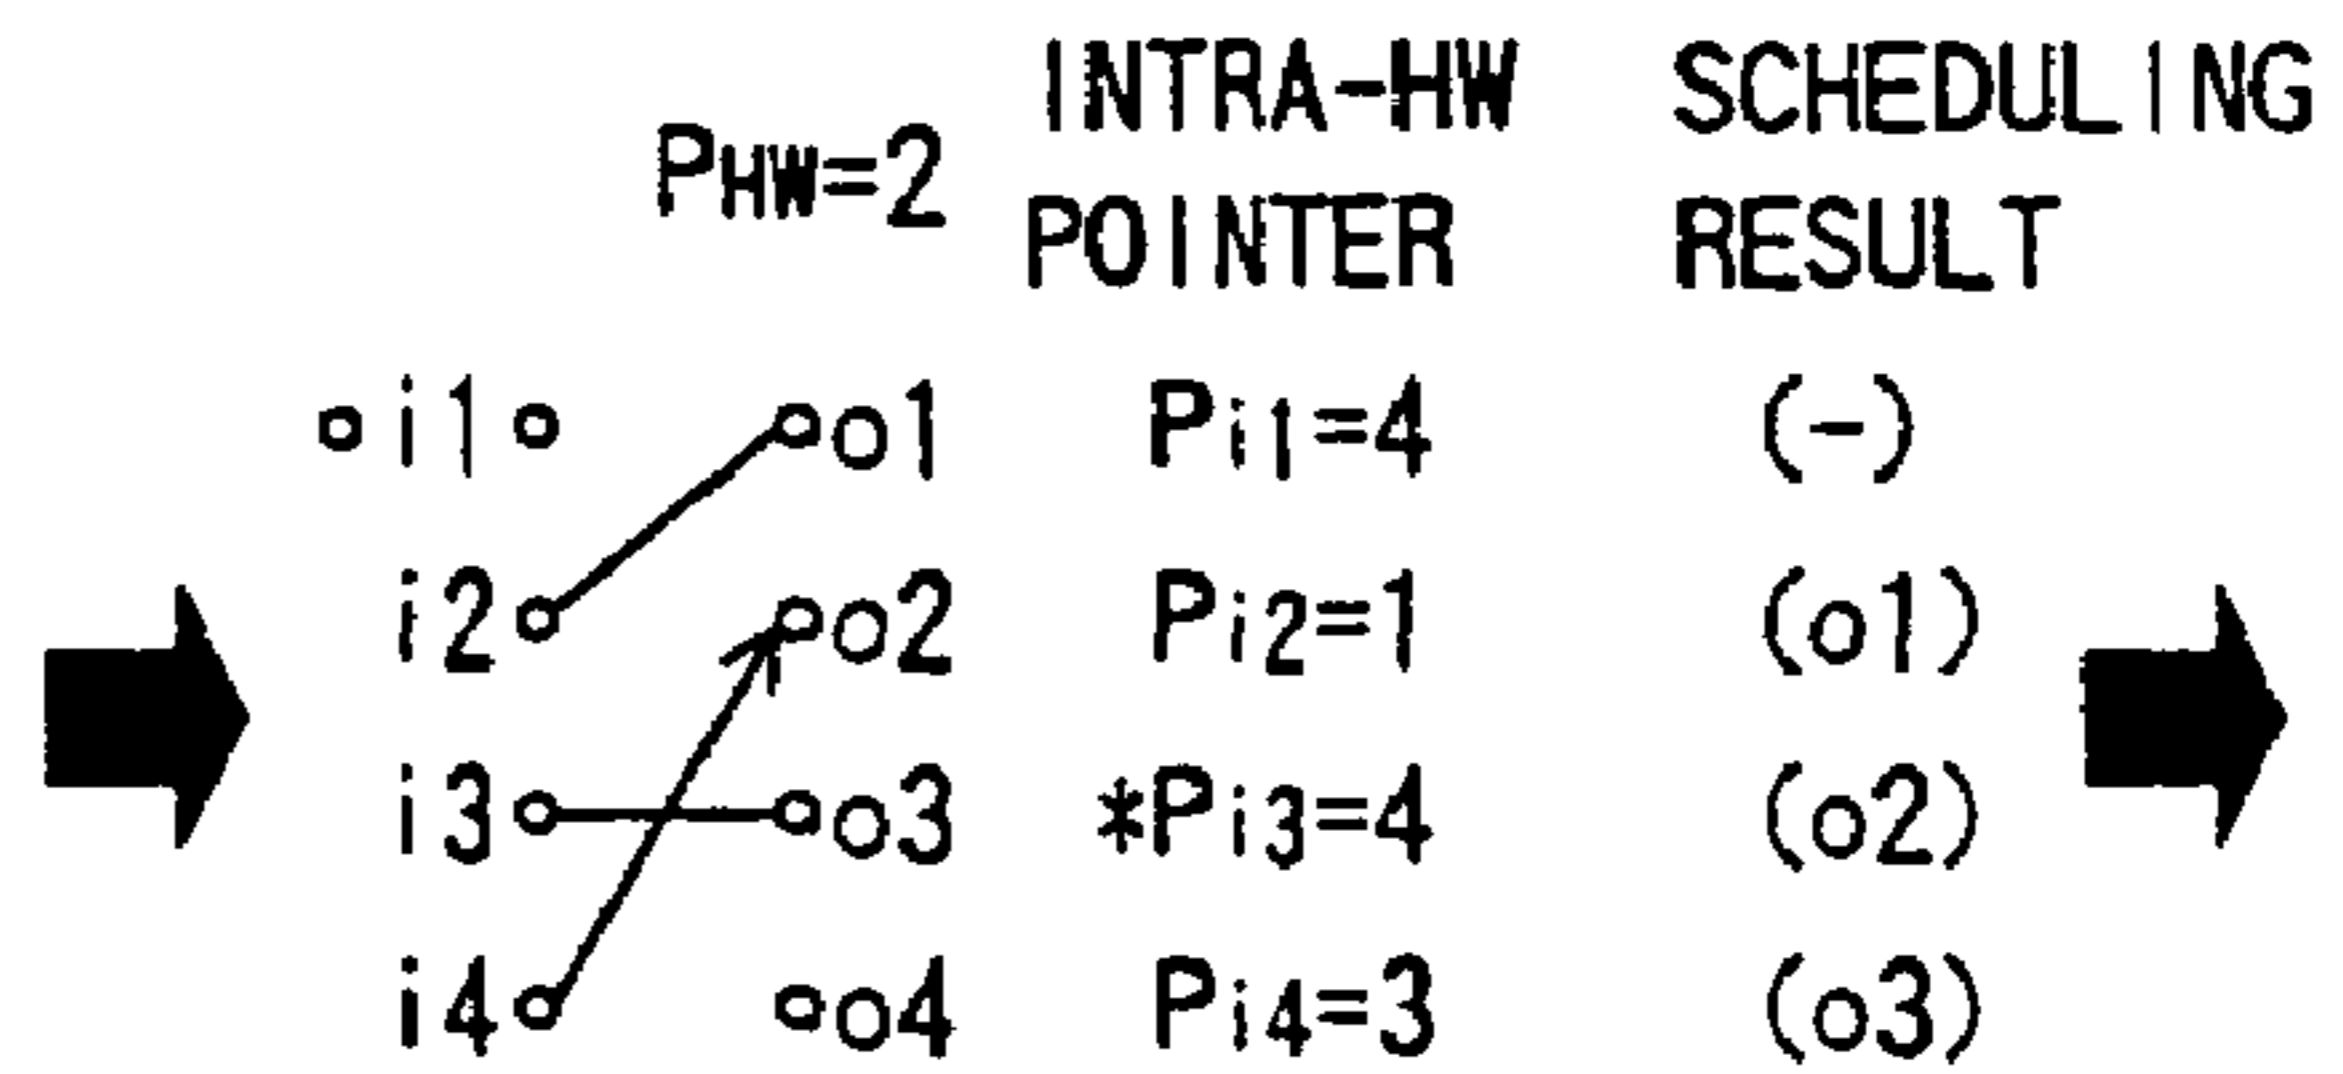 PHW=2 INTRA-HW POINTER SCHEDULING RESULT
i1 o1 Pi1=4 (-)
i2 o2 Pi2=1 (o1)
i3 o3 *Pi3=4 (o2)
i4 o4 Pi4=3 (o3)